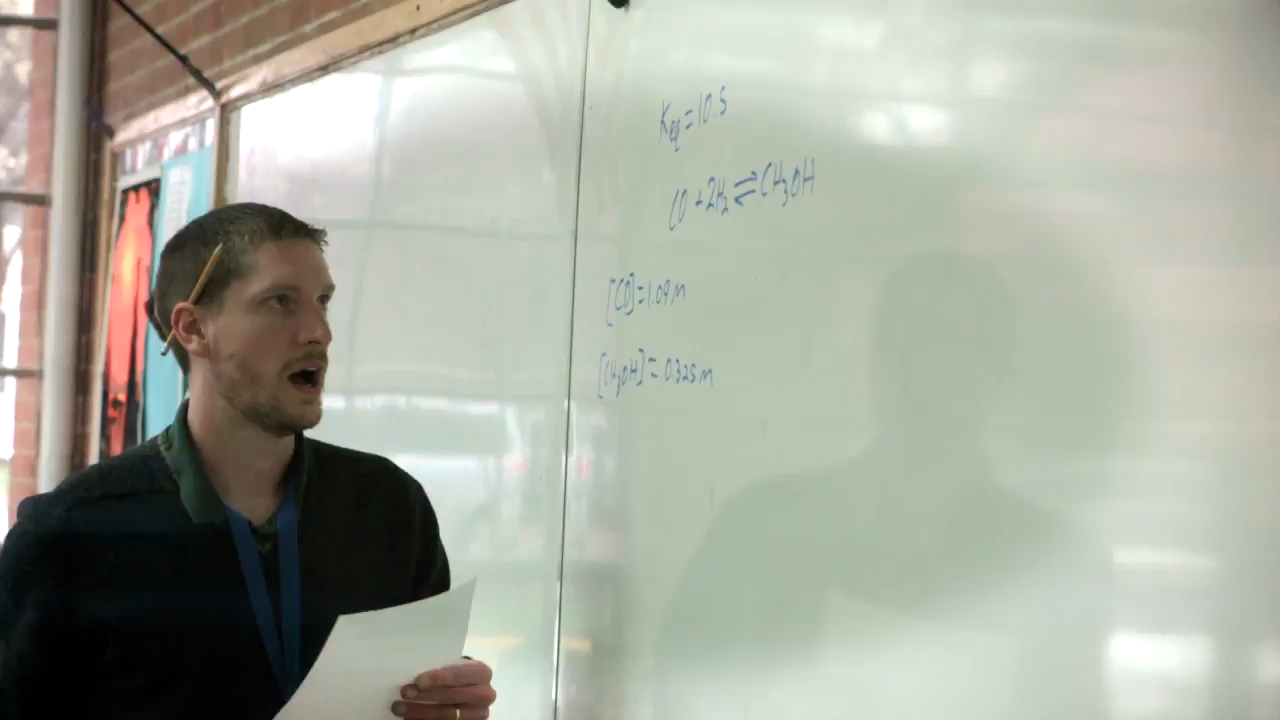 Keq = 10.5
CO + 2H₂ ⇌ CH₃OH
[CO] = 1.09 M
[CH₃OH] = 0.325 M